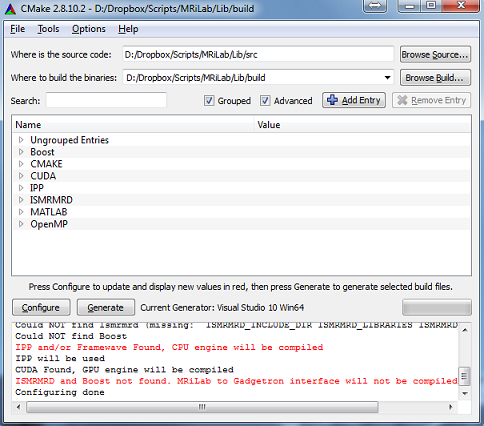 CMake 2.8.10.2 - D:/Dropbox/Scripts/MRiLab/Lib/build
File Tools Options Help
Where is the source code: D:/Dropbox/Scripts/MRiLab/Lib/src Browse Source...
Where to build the binaries: D:/Dropbox/Scripts/MRiLab/Lib/build Browse Build...
Search: Grouped Advanced Add Entry Remove Entry
Name Value
Ungrouped Entries
Boost
CMAKE
CUDA
IPP
ISMRMRD
MATLAB
OpenMP
Press Configure to update and display new values in red, then press Generate to generate selected build files.
Configure Generate Current Generator: Visual Studio 10 Win64
Could NOT find Ismrmrd (missing: ISMRMRD_INCLUDE_DIR ISMRMRD_LIBRARIES ISMRMRD
Could NOT find Boost
IPP and/or Framewave Found, CPU engine will be compiled
IPP will be used
CUDA Found, GPU engine will be compiled
ISMRMRD and Boost not found. MRiLab to Gadgetron interface will not be compiled
Configuring done